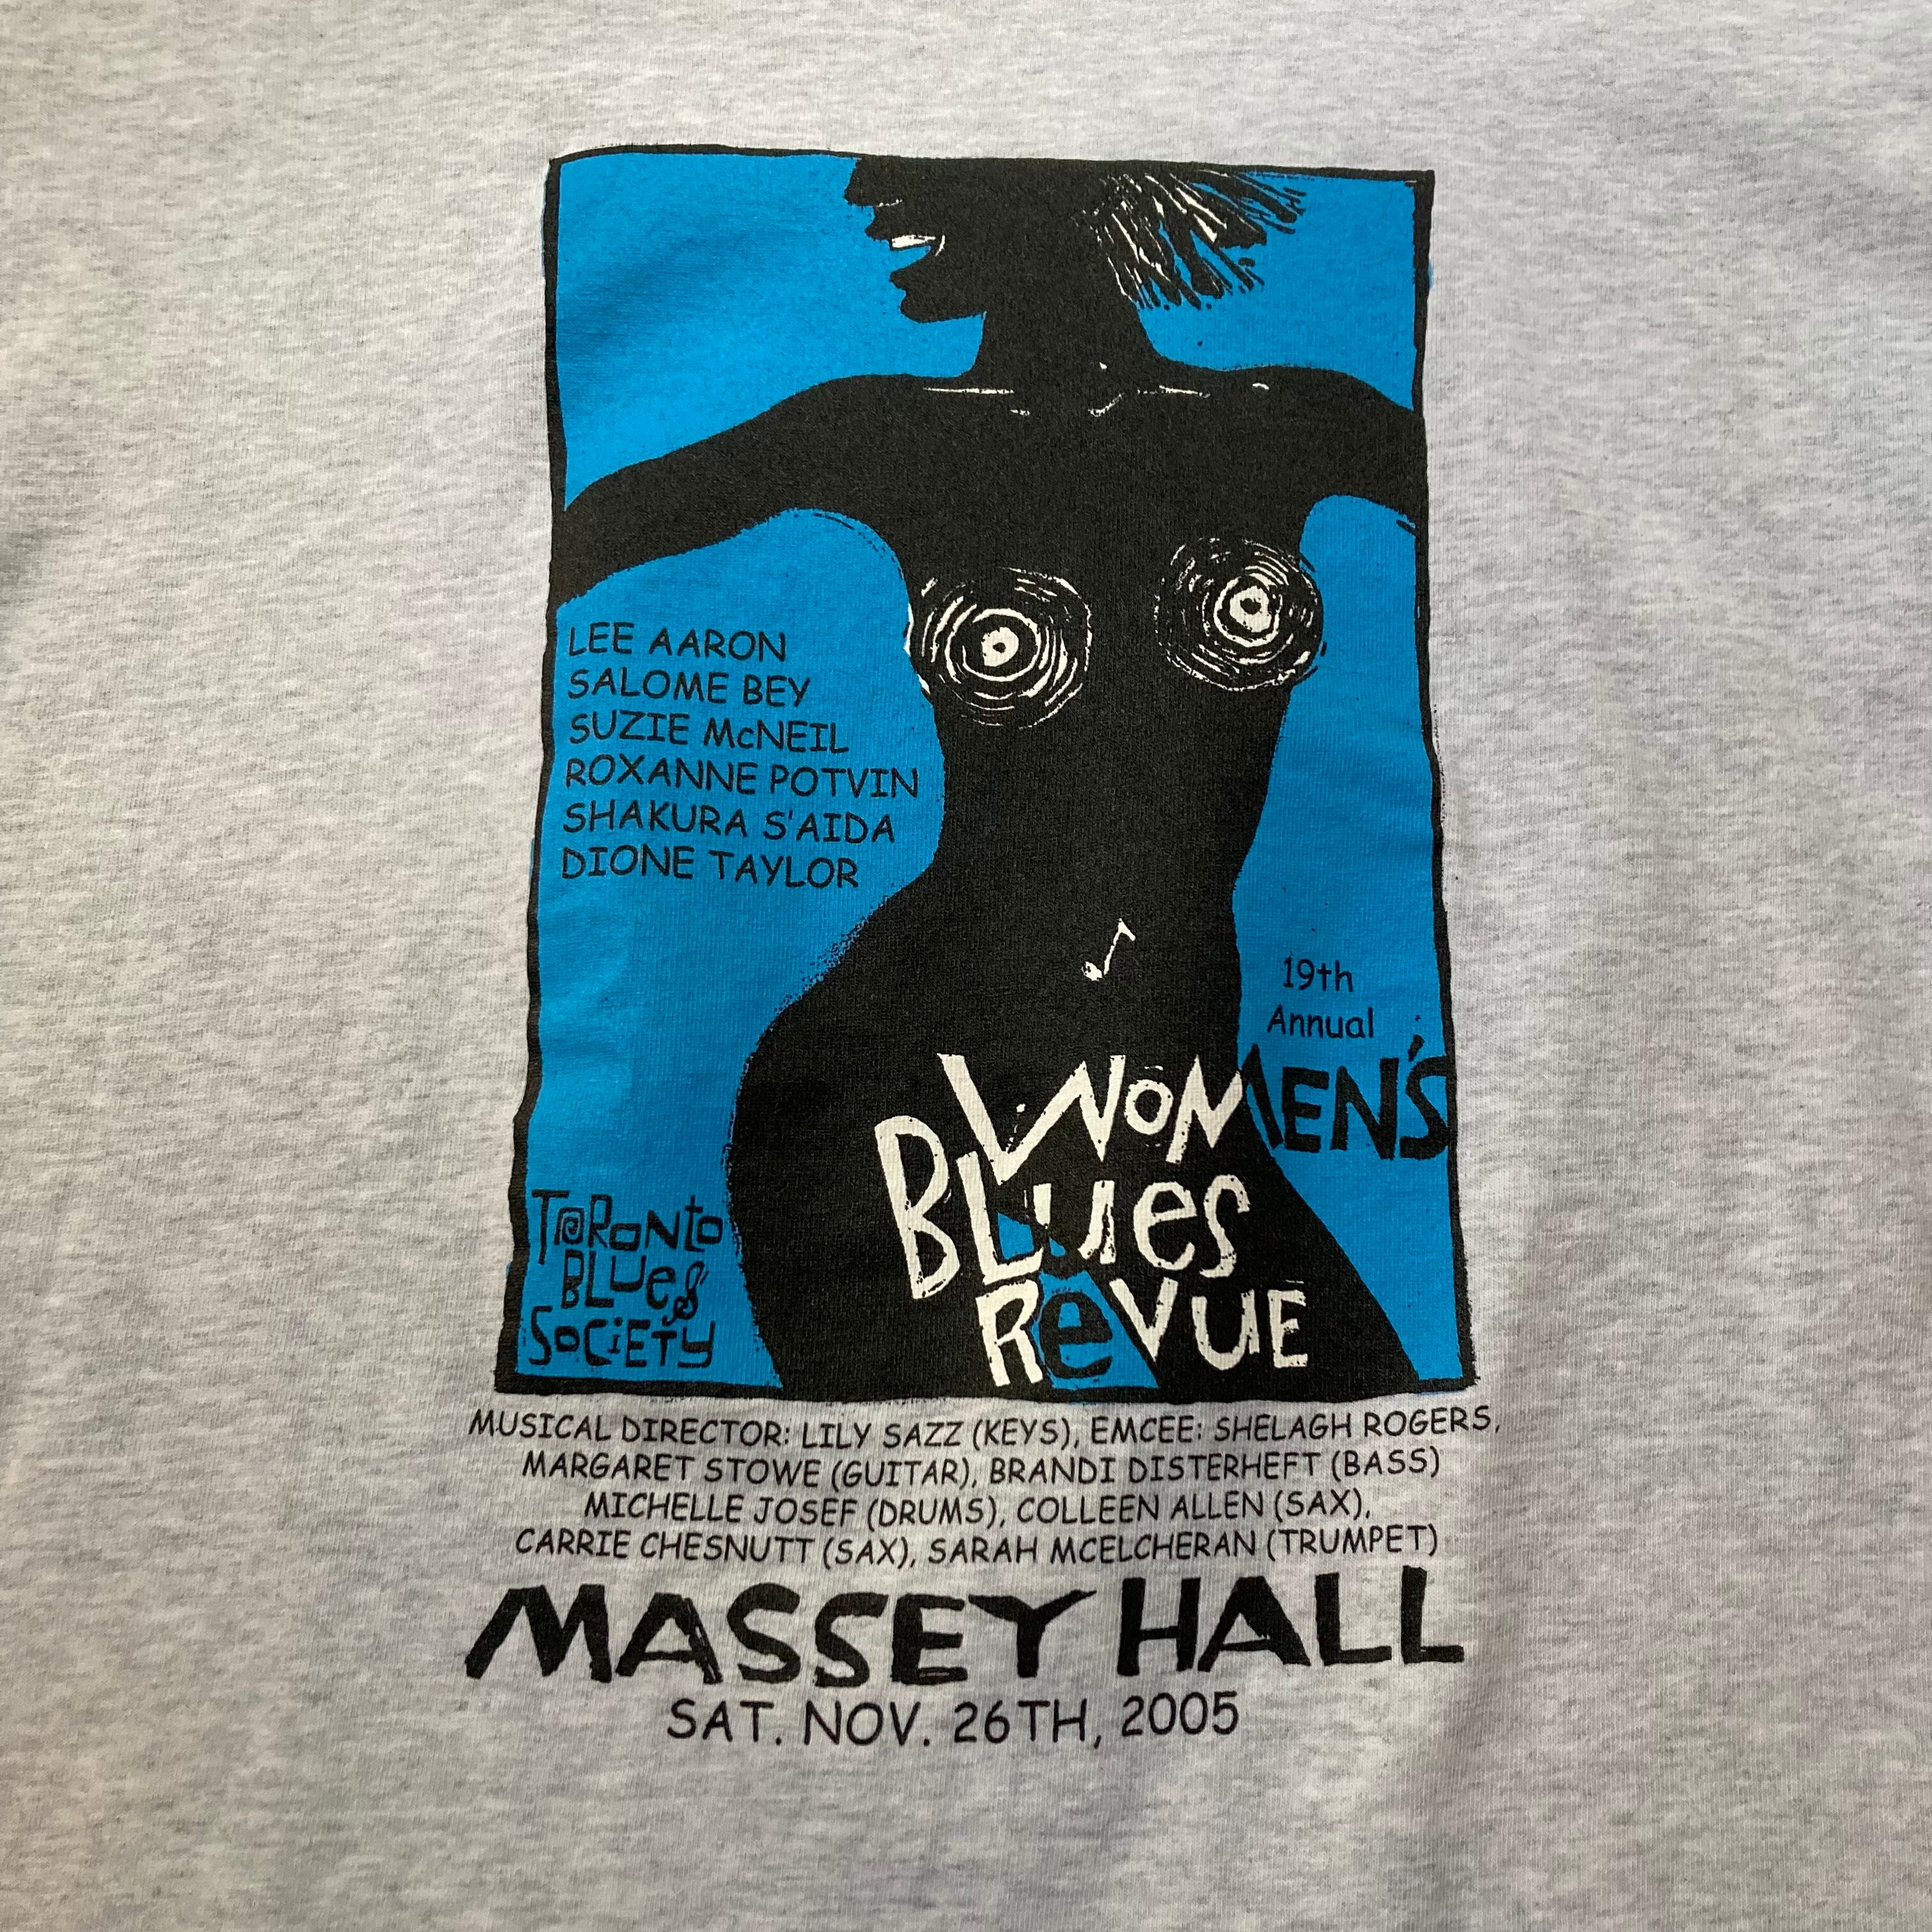 LEE AARON
SALOME BEY
SUZIE McNEIL
ROXANNE POTVIN
SHAKURA S'AIDA
DIONE TAYLOR
19th
Annual
WOMEN'S
BLues
ReVUE
ToRoNto
BLUeS
SoCiETy
MUSICAL DIRECTOR: LILY SAZZ (KEYS), EMCEE: SHELAGH ROGERS,
MARGARET STOWE (GUITAR), BRANDI DISTERHEFT (BASS)
MICHELLE JOSEF (DRUMS), COLLEEN ALLEN (SAX),
CARRIE CHESNUTT (SAX), SARAH MCELCHERAN (TRUMPET)
MASSEY HALL
SAT. NOV. 26TH, 2005